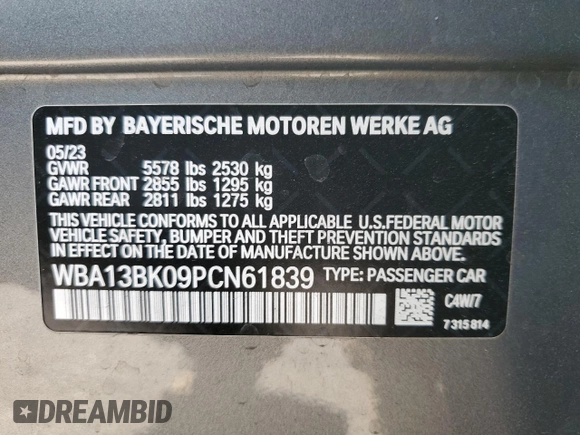 MFD BY BAYERISCHE MOTOREN WERKE AG
05/23
GVWR 5578 lbs 2530 kg
GAWR FRONT 2855 lbs 1295 kg
GAWR REAR 2811 lbs 1275 kg
THIS VEHICLE CONFORMS TO ALL APPLICABLE U.S.FEDERAL MOTOR
VEHICLE SAFETY, BUMPER AND THEFT PREVENTION STANDARDS IN
EFFECT ON THE DATE OF MANUFACTURE SHOWN ABOVE.
WBA13BK09PCN61839 TYPE: PASSENGER CAR
C4W/7
7 315 814
DREAMBID